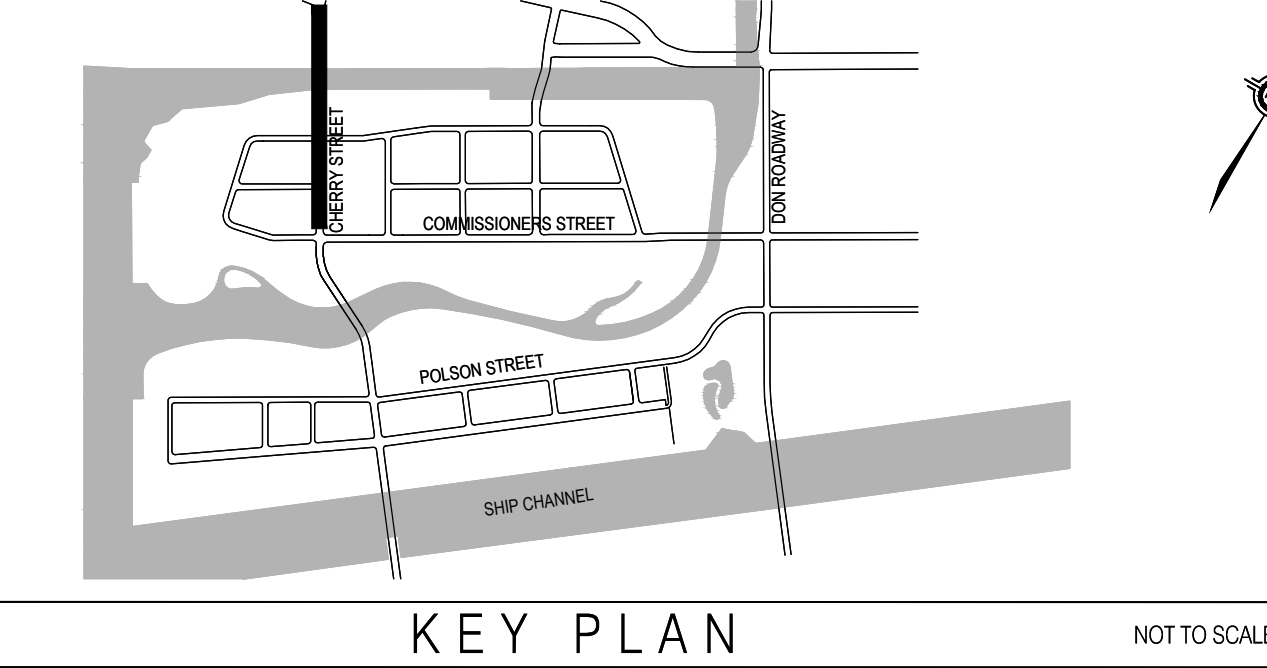 CHERRY STREET
DON ROADWAY
COMMISSIONERS STREET
POLSON STREET
SHIP CHANNEL
KEY PLAN
NOT TO SCALE